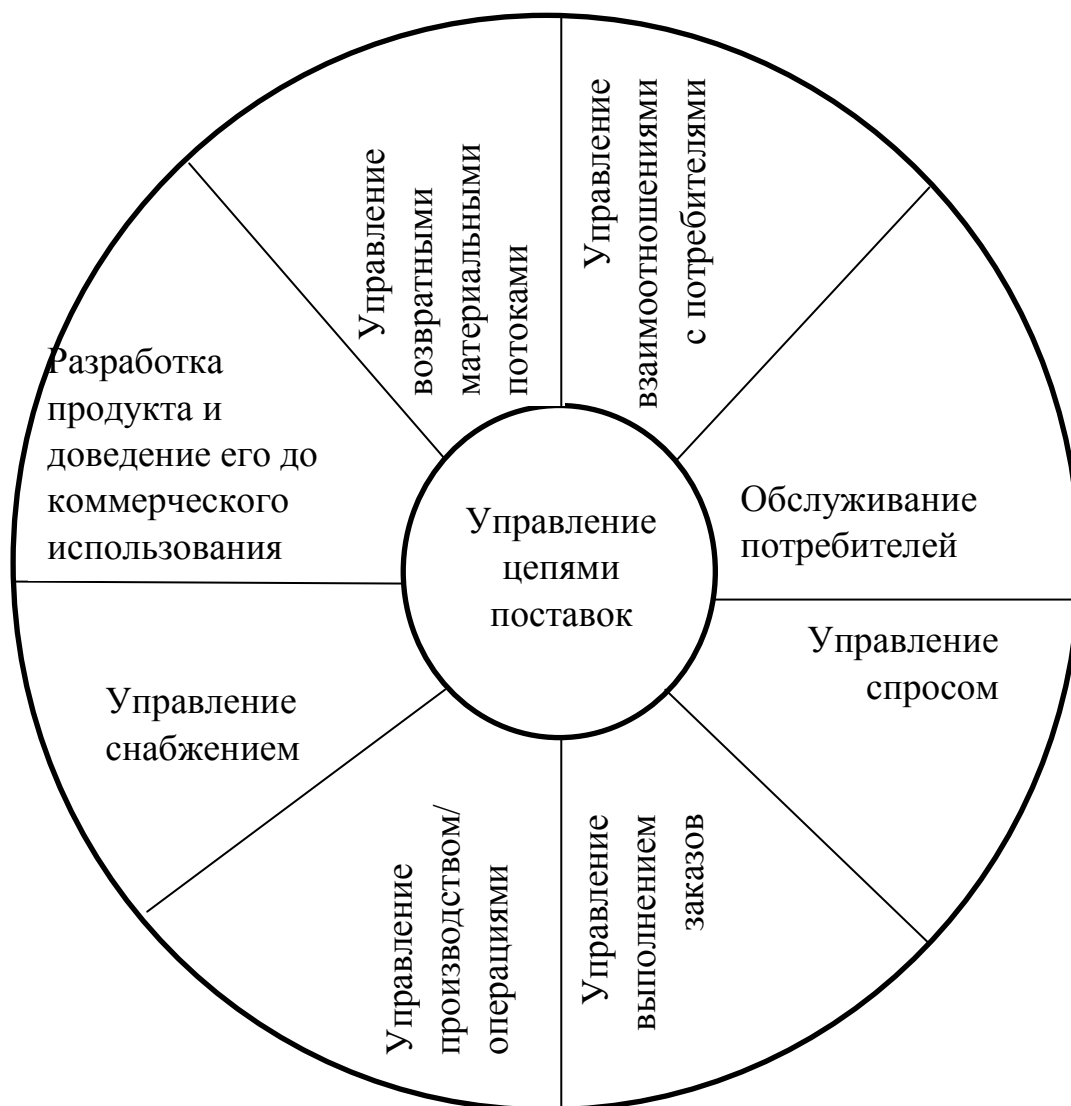 Управление
взаимоотношениями
с потребителями
Обслуживание
потребителей
Управление
спросом
Управление
выполнением
заказов
Управление
производством/
операциями
Управление
снабжением
Разработка
продукта и
доведение его до
коммерческого
использования
Управление
возвратными
материальными
потоками
Управление
цепями
поставок